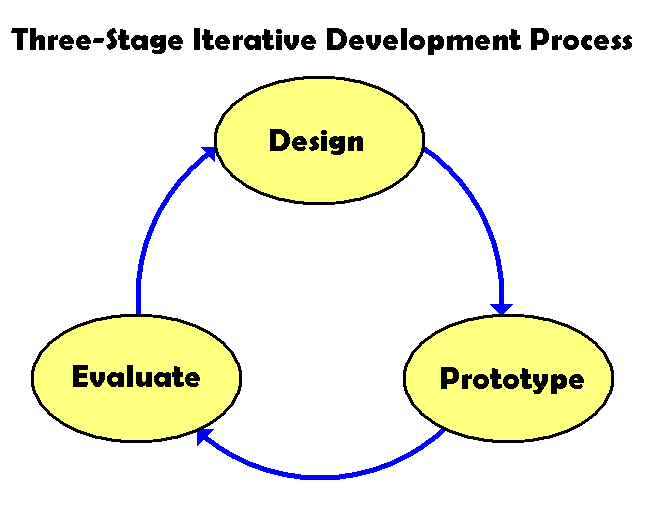 Three-Stage Iterative Development Process
Design
Evaluate
Prototype